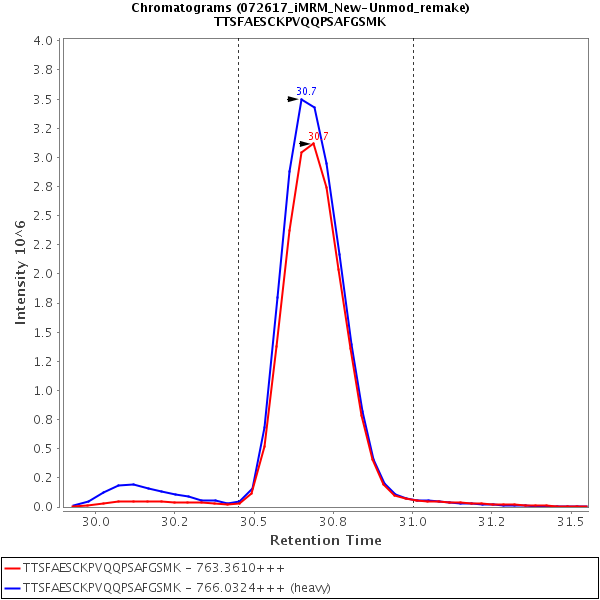 Chromatograms (072617_iMRM_New-Unmod_remake)
TTSFAESCKPVQQPSAFGSMK
4.0
3.8
3.5
3.2
3.0
2.8
2.5
2.2
2.0
1.8
1.5
1.2
1.0
0.8
0.5
0.2
0.0
Intensity 10^6
30.7
30.7
30.0 30.2 30.5 30.8 31.0 31.2 31.5
Retention Time
TTSFAESCKPVQQPSAFGSMK - 763.3610+++
TTSFAESCKPVQQPSAFGSMK - 766.0324+++ (heavy)